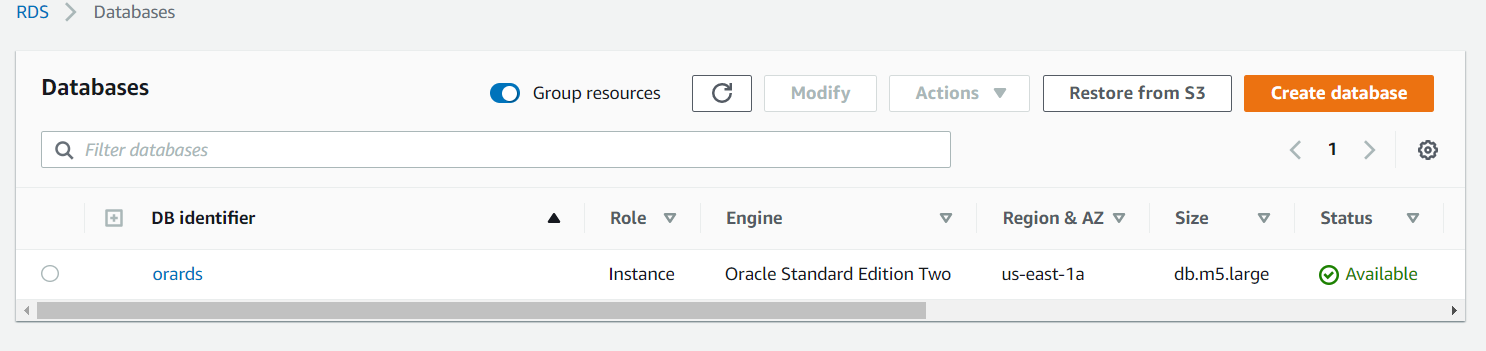 RDS > Databases
Databases Group resources Modify Actions Restore from S3 Create database
Filter databases 1
DB identifier Role Engine Region & AZ Size Status
orards Instance Oracle Standard Edition Two us-east-1a db.m5.large Available